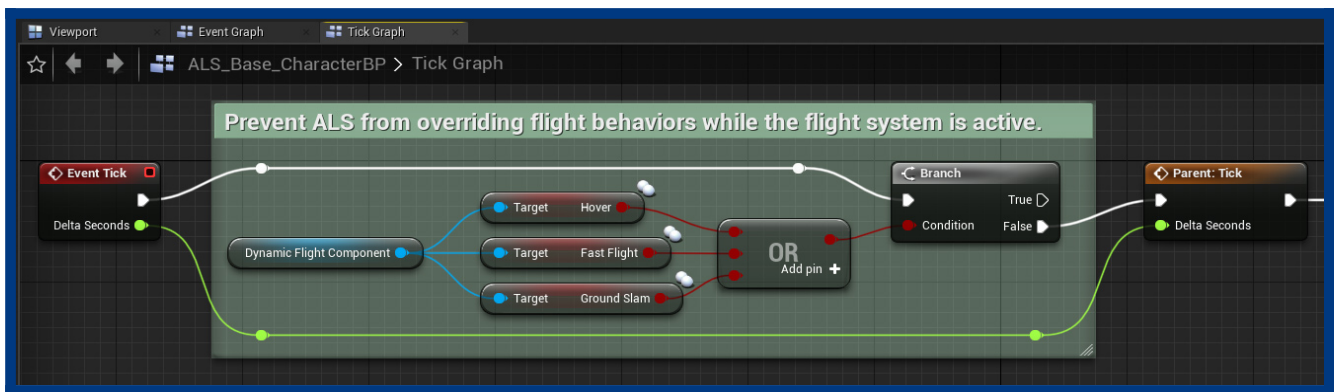 Viewport
Event Graph
Tick Graph
ALS_Base_CharacterBP > Tick Graph
Prevent ALS from overriding flight behaviors while the flight system is active.
Event Tick
Delta Seconds
Dynamic Flight Component
Target Hover
Target Fast Flight
Target Ground Slam
OR
Add pin +
Branch
True
Condition False
Parent: Tick
Delta Seconds